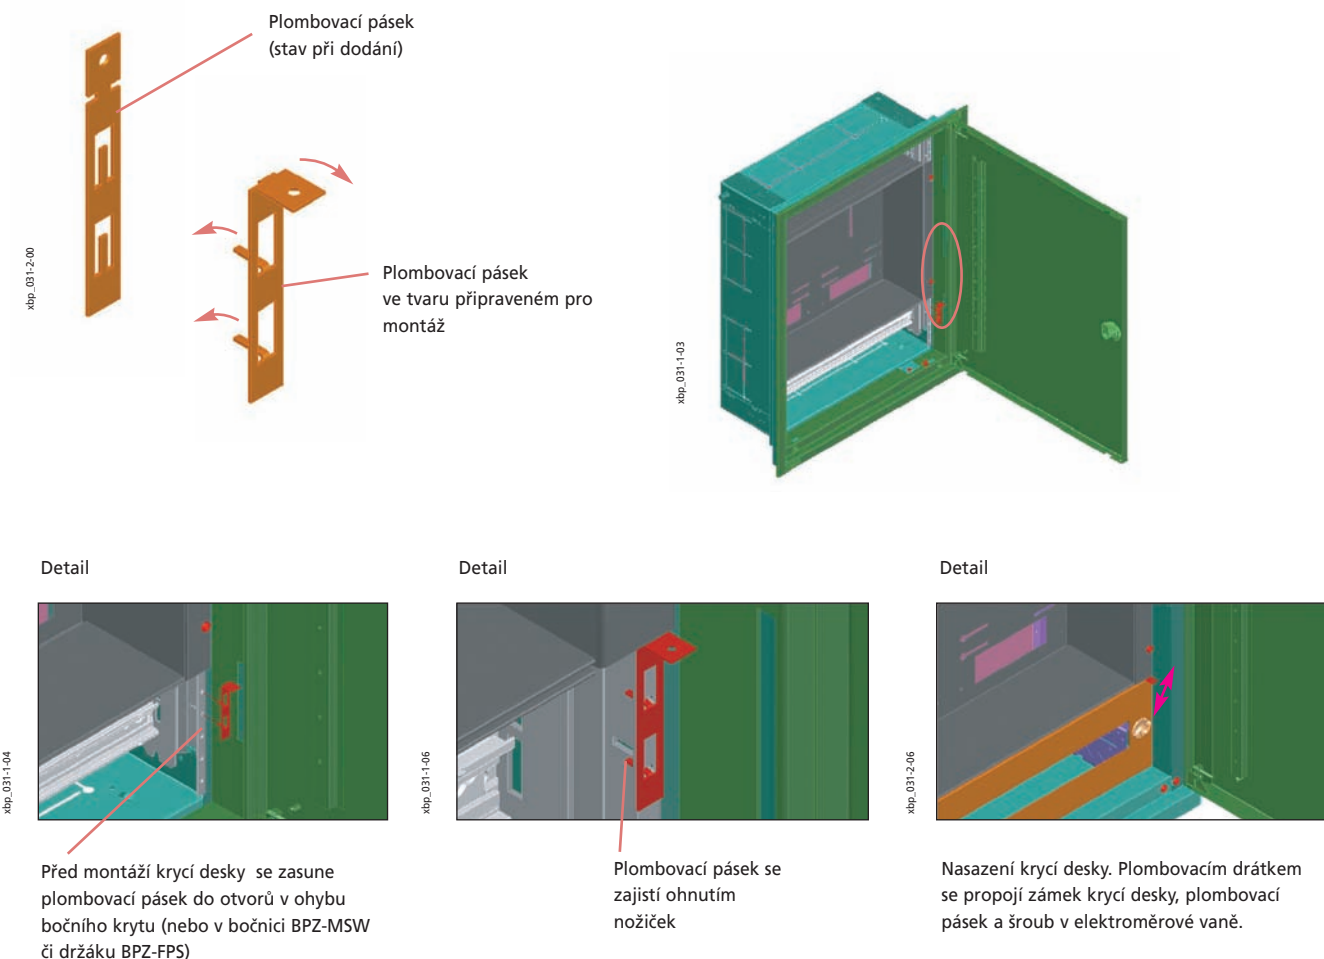 Plombovací pásek
(stav při dodání)
xbp_031-2-00
Plombovací pásek
ve tvaru připraveném pro
montáž
xbp_031-1-03
Detail
Detail
Detail
xbp_031-1-04
xbp_031-1-06
xbp_031-2-06
Před montáží krycí desky  se zasune
plombovací pásek do otvorů v ohybu
bočního krytu (nebo v bočnici BPZ-MSW
či držáku BPZ-FPS)
Plombovací pásek se
zajistí ohnutím
nožiček
Nasazení krycí desky. Plombovacím drátkem
se propojí zámek krycí desky, plombovací
pásek a šroub v elektroměrové vaně.